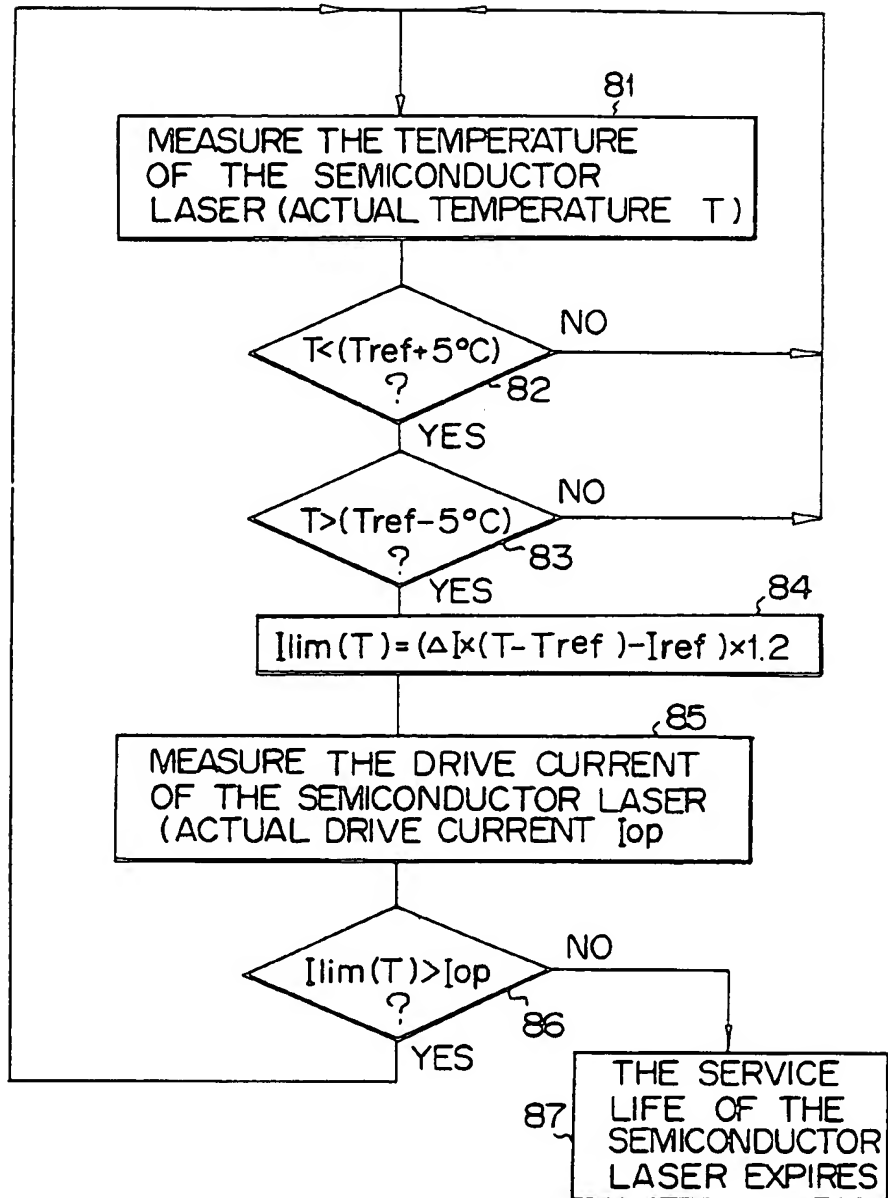 81
MEASURE THE TEMPERATURE
OF THE SEMICONDUCTOR
LASER (ACTUAL TEMPERATURE T)
T<(Tref+5°C)
?
NO
82
YES
T>(Tref-5°C)
?
NO
83
YES
84
Ilim(T)=(ΔI×(T-Tref)-Iref)×1.2
85
MEASURE THE DRIVE CURRENT
OF THE SEMICONDUCTOR LASER
(ACTUAL DRIVE CURRENT Iop
Ilim(T)>Iop
?
NO
86
YES
87
THE SERVICE
LIFE OF THE
SEMICONDUCTOR
LASER EXPIRES